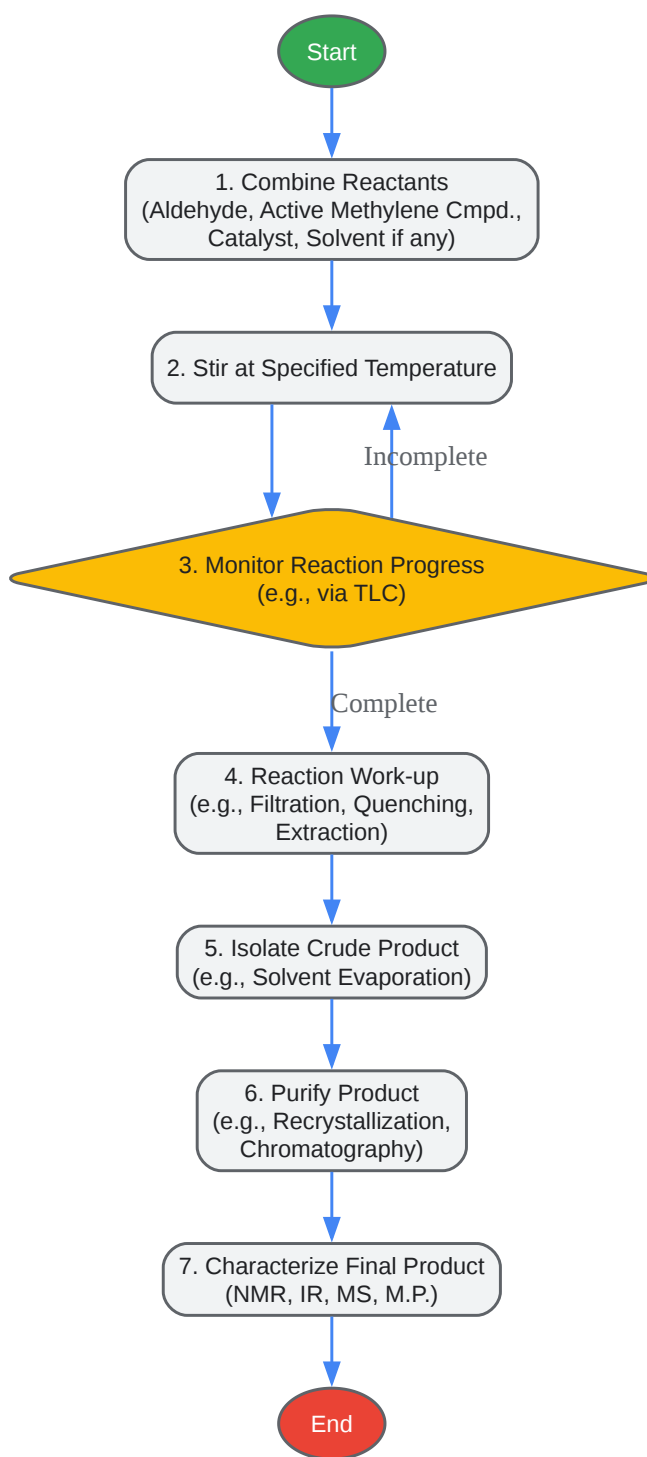 Start
1. Combine Reactants
(Aldehyde, Active Methylene Cmpd.,
Catalyst, Solvent if any)
2. Stir at Specified Temperature
Incomplete
3. Monitor Reaction Progress
(e.g., via TLC)
Complete
4. Reaction Work-up
(e.g., Filtration, Quenching,
Extraction)
5. Isolate Crude Product
(e.g., Solvent Evaporation)
6. Purify Product
(e.g., Recrystallization,
Chromatography)
7. Characterize Final Product
(NMR, IR, MS, M.P.)
End